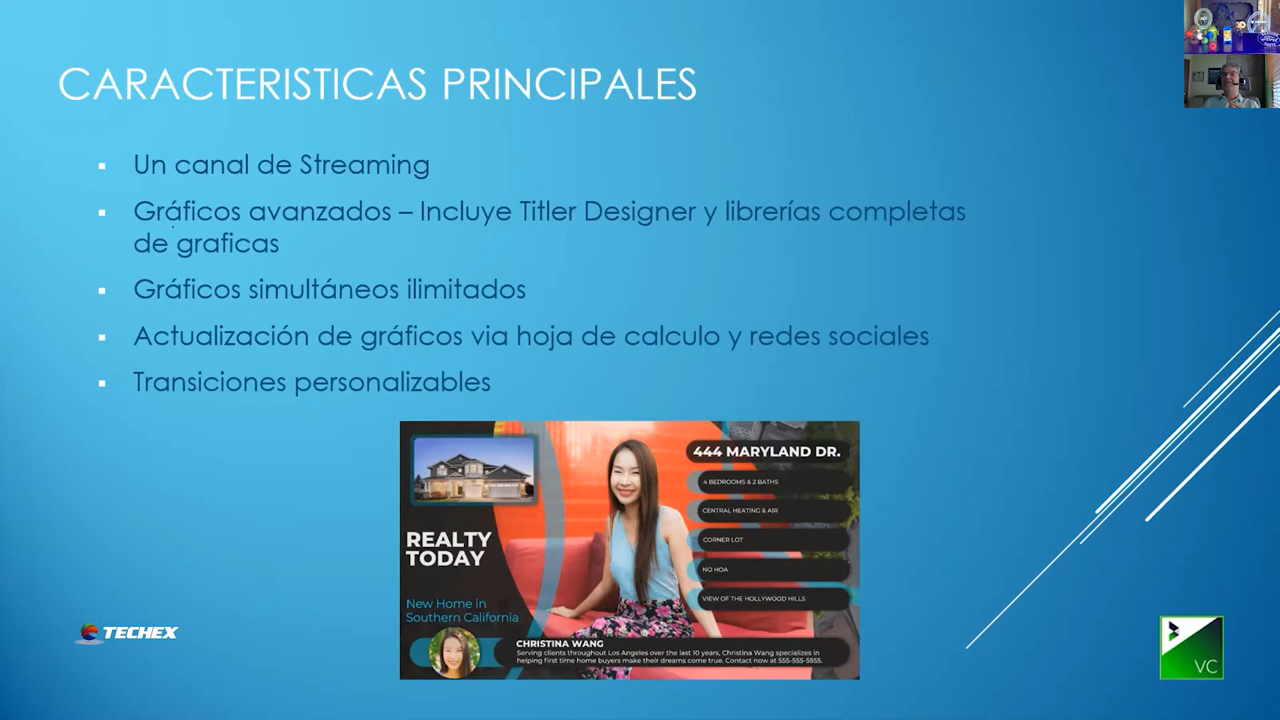 CARACTERISTICAS PRINCIPALES
Un canal de Streaming
Gráficos avanzados – Incluye Titler Designer y librerías completas
de graficas
Gráficos simultáneos ilimitados
Actualización de gráficos via hoja de calculo y redes sociales
Transiciones personalizables
444 MARYLAND DR.
4 BEDROOMS & 2 BATHS
CENTRAL HEATING & AIR
CORNER LOT
NO HOA
VIEW OF THE HOLLYWOOD HILLS
REALTY
TODAY
New Home in
Southern California
CHRISTINA WANG
Serving clients throughout Los Angeles over the last 10 years, Christina Wang specializes in
helping first time home buyers make their dreams come true. Contact now at 555-555-5555.
TECHEX
VC